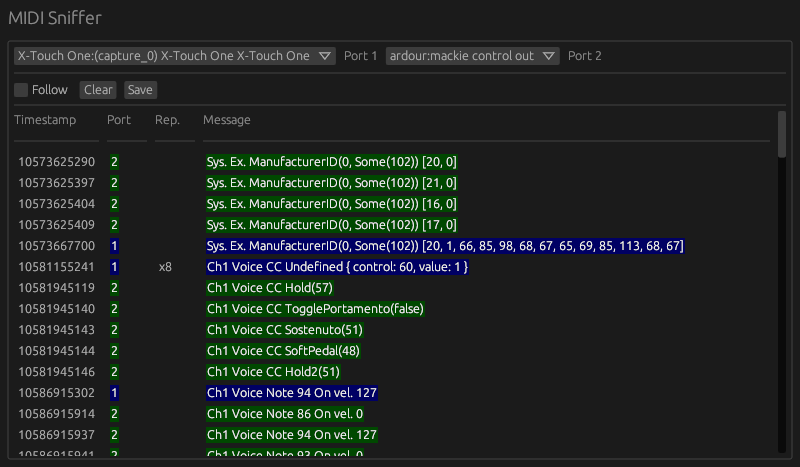 MIDI Sniffer
X-Touch One:(capture_0) X-Touch One X-Touch One Port 1 ardour:mackie control out Port 2
Follow Clear Save
Timestamp Port Rep. Message
10573625290 2 Sys. Ex. ManufacturerID(0, Some(102)) [20, 0]
10573625397 2 Sys. Ex. ManufacturerID(0, Some(102)) [21, 0]
10573625404 2 Sys. Ex. ManufacturerID(0, Some(102)) [16, 0]
10573625409 2 Sys. Ex. ManufacturerID(0, Some(102)) [17, 0]
10573667700 1 Sys. Ex. ManufacturerID(0, Some(102)) [20, 1, 66, 85, 98, 68, 67, 65, 69, 85, 113, 68, 67]
10581155241 1 x8 Ch1 Voice CC Undefined { control: 60, value: 1 }
10581945119 2 Ch1 Voice CC Hold(57)
10581945140 2 Ch1 Voice CC TogglePortamento(false)
10581945143 2 Ch1 Voice CC Sostenuto(51)
10581945144 2 Ch1 Voice CC SoftPedal(48)
10581945146 2 Ch1 Voice CC Hold2(51)
10586915302 1 Ch1 Voice Note 94 On vel. 127
10586915914 2 Ch1 Voice Note 86 On vel. 0
10586915937 2 Ch1 Voice Note 94 On vel. 127
10586915941 2 Ch1 Voice Note 93 On vel. 0